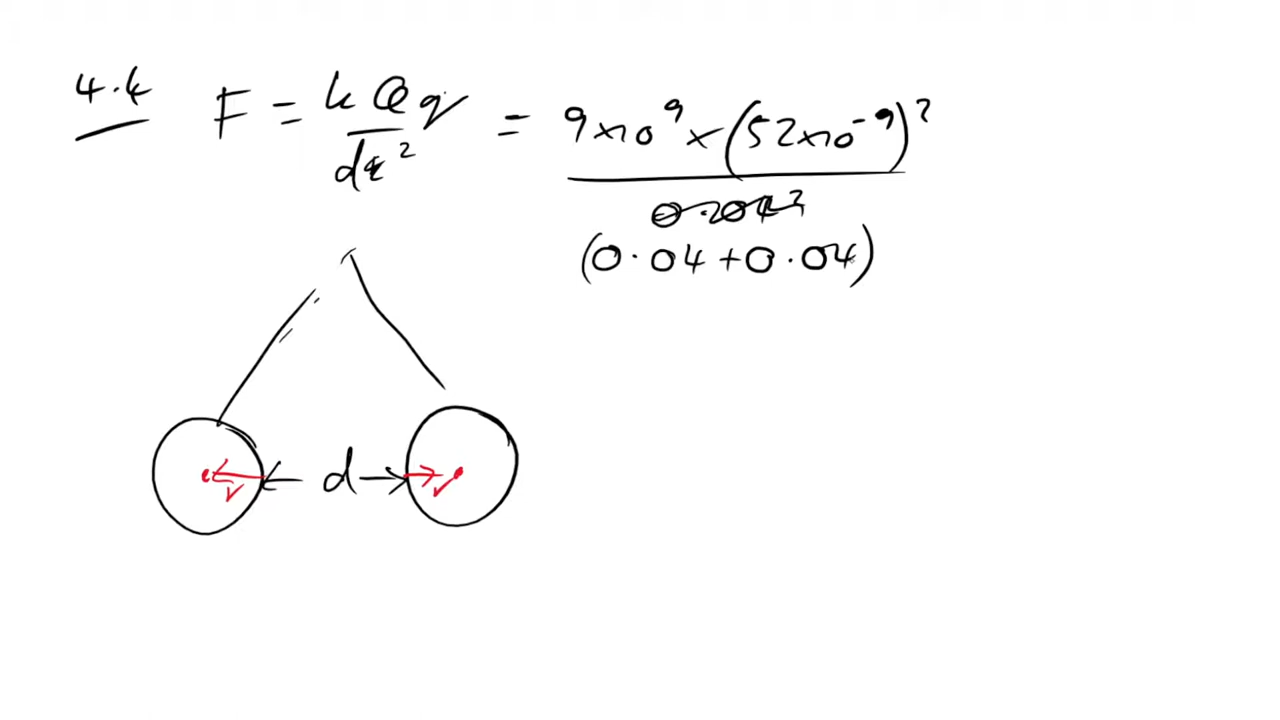 4.4
F = kQq / d² = 9×10⁹ × (52×10⁻⁹)²
(0.04 + 0.04)
d
r r